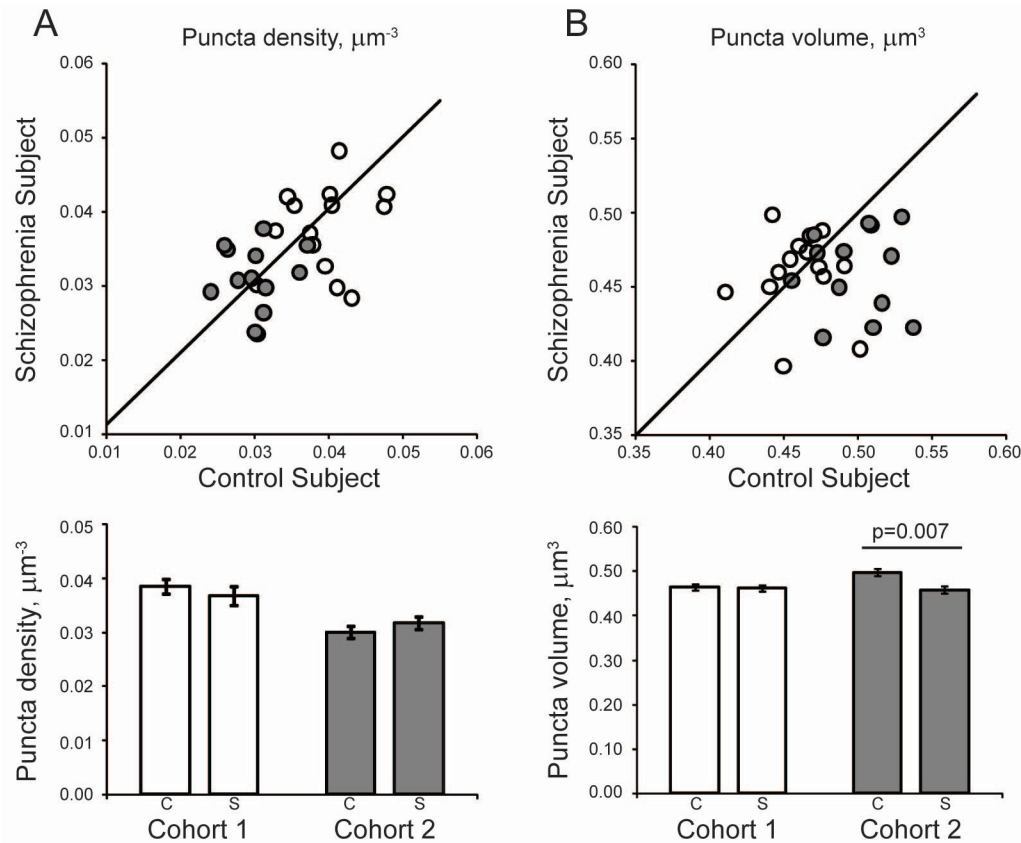 A
Puncta density, μm-3
Schizophrenia Subject
0.06
0.05
0.04
0.03
0.02
0.01
0.01 0.02 0.03 0.04 0.05 0.06
Control Subject
B
Puncta volume, μm3
Schizophrenia Subject
0.60
0.55
0.50
0.45
0.40
0.35
0.35 0.40 0.45 0.50 0.55 0.60
Control Subject
Puncta density, μm-3
0.05
0.04
0.03
0.02
0.01
0.00
C S C S
Cohort 1 Cohort 2
Puncta volume, μm3
0.60
0.50
0.40
0.30
0.20
0.10
0.00
p=0.007
C S C S
Cohort 1 Cohort 2